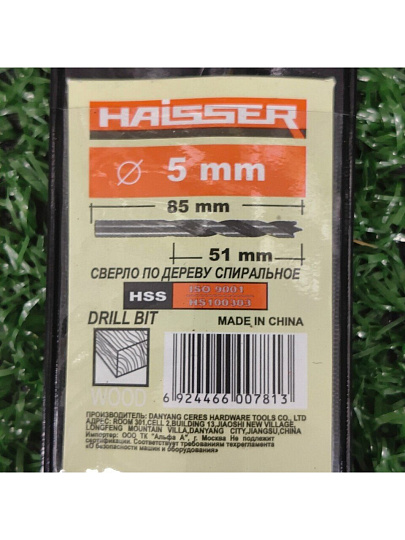 HAiSSER
Ø 5 mm
85 mm
51 mm
СВЕРЛО ПО ДЕРЕВУ СПИРАЛЬНОЕ
HSS ISO 9001
HS100383
DRILL BIT MADE IN CHINA
WOOD
6 924466 007813
ПРОИЗВОДИТЕЛЬ: DANYANG CERES HARDWARE TOOLS CO., LTD
АДРЕС: ROOM 301,CELL 2,BUILDING 13,JIAOSHI NEW VILLAGE,
LONGFENG MOUNTAIN VILLA,DANYANG CITY,JIANGSU,CHINA
Импортер: ООО ТК "Альфа А", г. Москва Не подлежит
сертификации. Соответствует требованиям техрегламента
«О безопасности машин и оборудования»